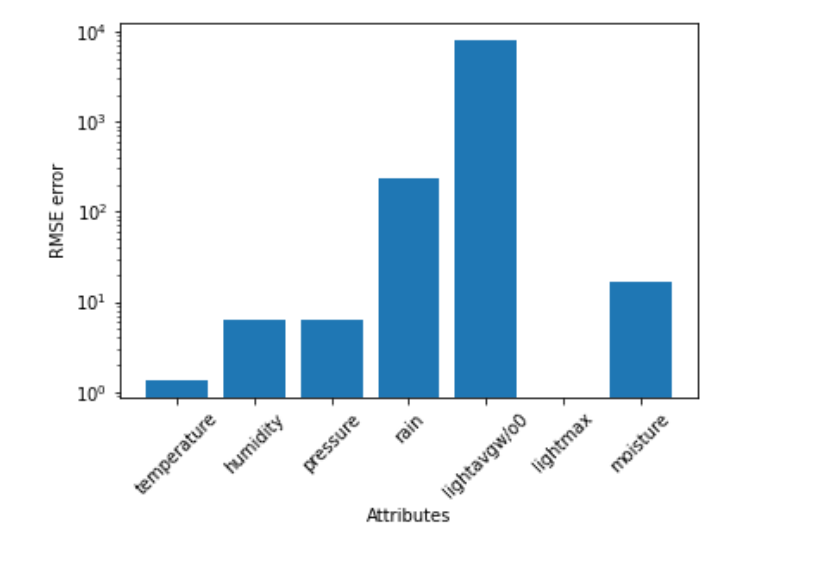 10⁴
10³
10²
10¹
10⁰
RMSE error
temperature
humidity
pressure
rain
lightavgw/o0
lightmax
moisture
Attributes